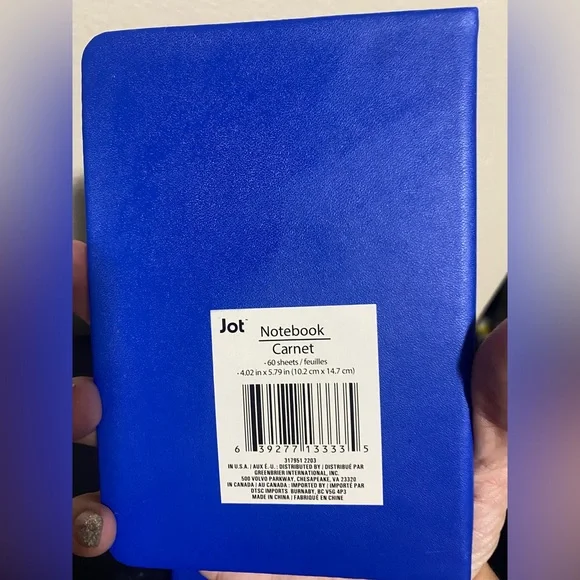 Jot™
Notebook
Carnet
• 60 sheets / feuilles
• 4.02 in x 5.79 in (10.2 cm x 14.7 cm)
6 39277 13333 5
317951 2203
IN U.S.A. / AUX É.-U. : DISTRIBUTED BY / DISTRIBUÉ PAR
GREENBRIER INTERNATIONAL, INC.
500 VOLVO PARKWAY, CHESAPEAKE, VA 23320
IN CANADA / AU CANADA : IMPORTED BY / IMPORTÉ PAR
DTSC IMPORTS. BURNABY, BC V5G 4P3
MADE IN CHINA / FABRIQUÉ EN CHINE